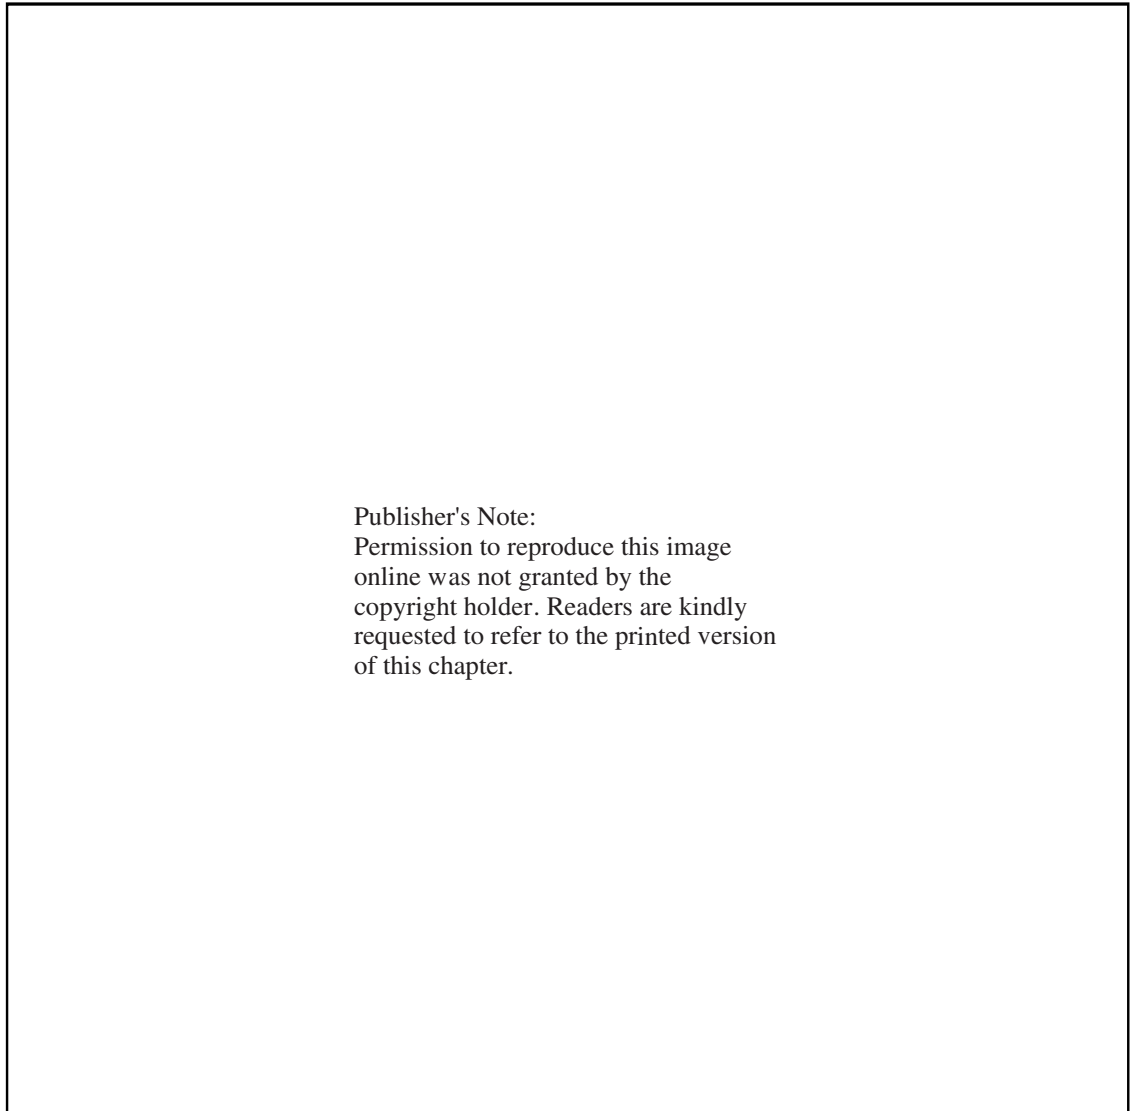 Publisher's Note:
Permission to reproduce this image
online was not granted by the
copyright holder. Readers are kindly
requested to refer to the printed version
of this chapter.